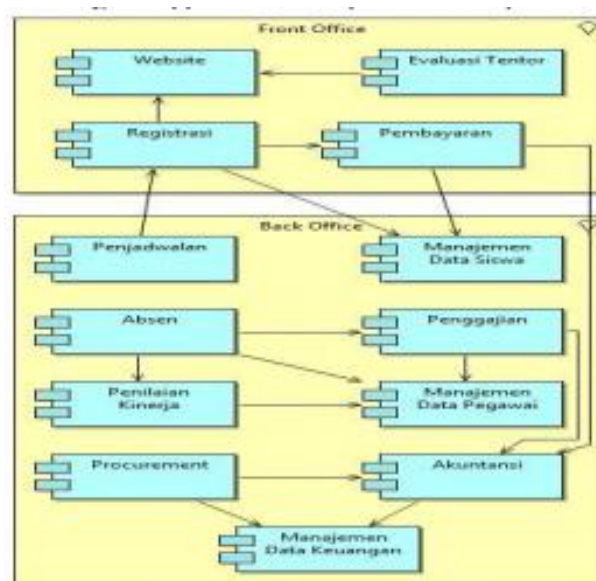 Front Office
Website
Evaluasi Tentor
Registrasi
Pembayaran
Back Office
Penjadwalan
Manajemen
Data Siswa
Absen
Penggajian
Penilaian
Kinerja
Manajemen
Data Pegawai
Procurement
Akuntansi
Manajemen
Data Keuangan